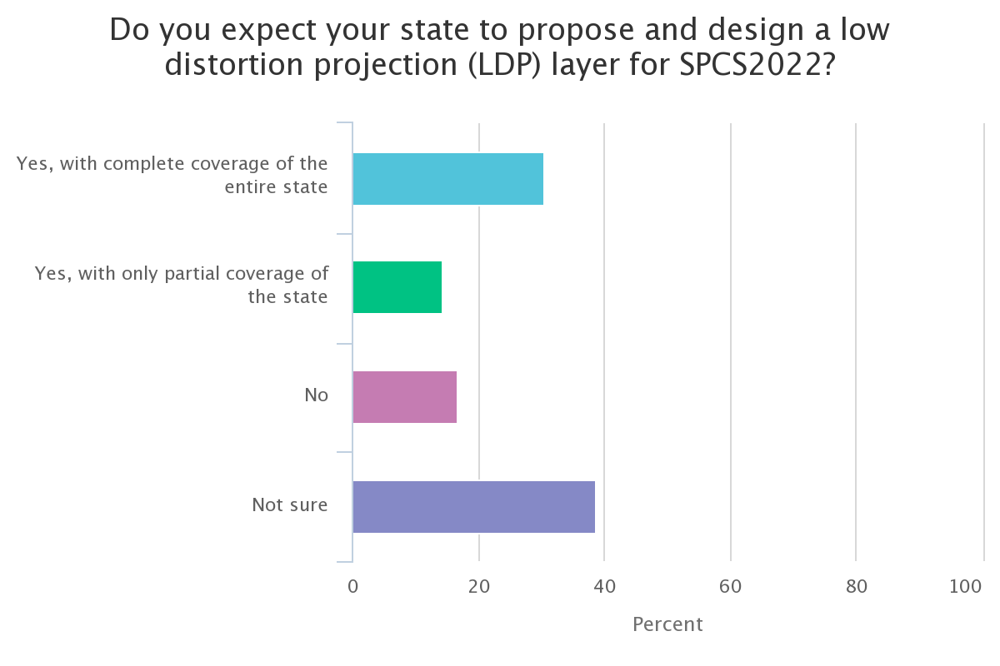 Do you expect your state to propose and design a low
distortion projection (LDP) layer for SPCS2022?
Yes, with complete coverage of the
entire state
Yes, with only partial coverage of
the state
No
Not sure
0 20 40 60 80 100
Percent